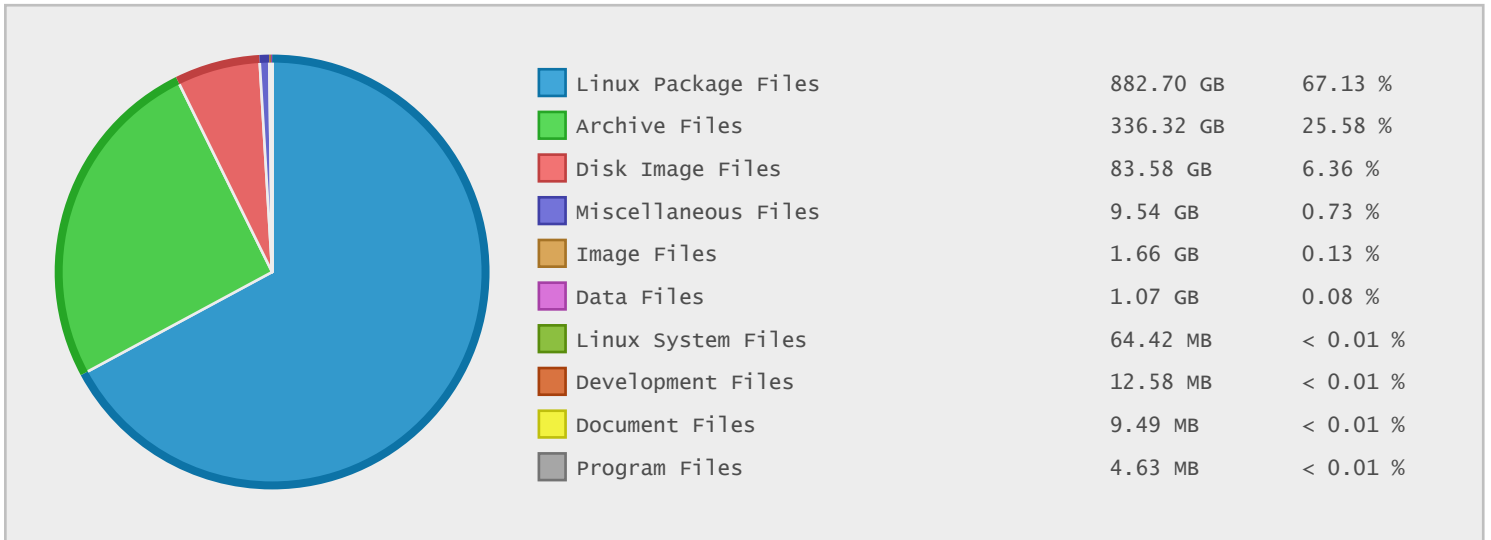 Linux Package Files 882.70 GB 67.13 %
Archive Files 336.32 GB 25.58 %
Disk Image Files 83.58 GB 6.36 %
Miscellaneous Files 9.54 GB 0.73 %
Image Files 1.66 GB 0.13 %
Data Files 1.07 GB 0.08 %
Linux System Files 64.42 MB < 0.01 %
Development Files 12.58 MB < 0.01 %
Document Files 9.49 MB < 0.01 %
Program Files 4.63 MB < 0.01 %